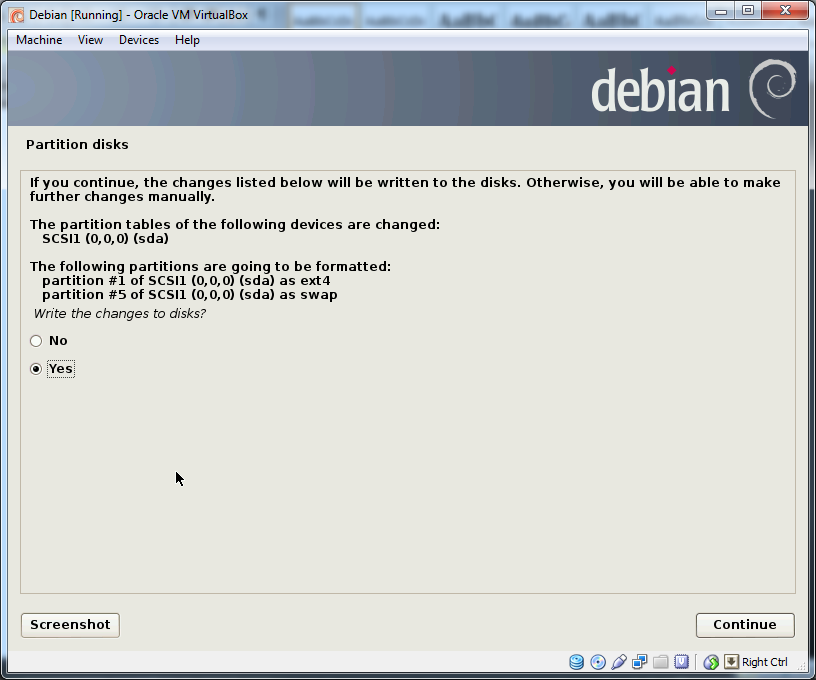 Debian [Running] - Oracle VM VirtualBox
Machine View Devices Help
debian
Partition disks
If you continue, the changes listed below will be written to the disks. Otherwise, you will be able to make
further changes manually.
The partition tables of the following devices are changed:
SCSI1 (0,0,0) (sda)
The following partitions are going to be formatted:
partition #1 of SCSI1 (0,0,0) (sda) as ext4
partition #5 of SCSI1 (0,0,0) (sda) as swap
Write the changes to disks?
No
Yes
Screenshot Continue
Right Ctrl